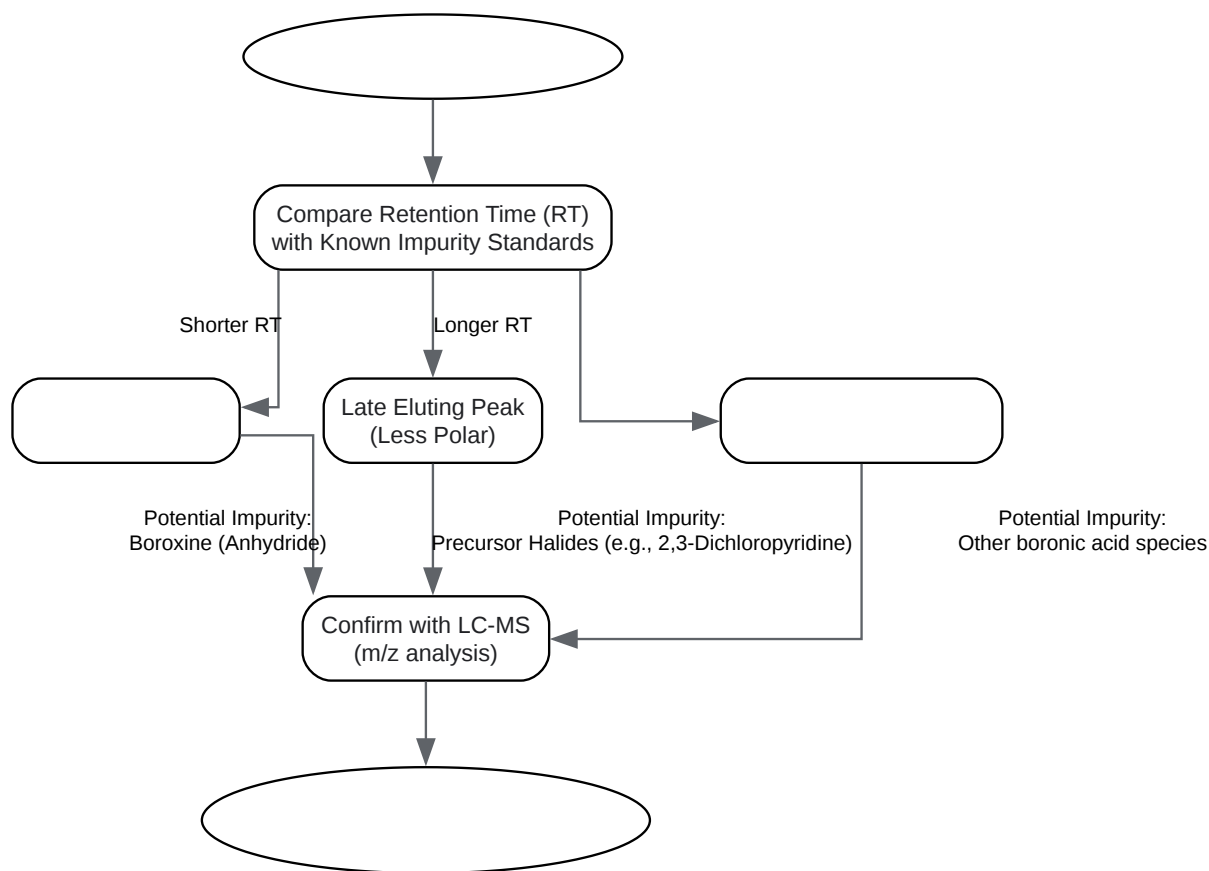 Compare Retention Time (RT)
with Known Impurity Standards
Shorter RT
Longer RT
Late Eluting Peak
(Less Polar)
Potential Impurity:
Boroxine (Anhydride)
Potential Impurity:
Precursor Halides (e.g., 2,3-Dichloropyridine)
Potential Impurity:
Other boronic acid species
Confirm with LC-MS
(m/z analysis)